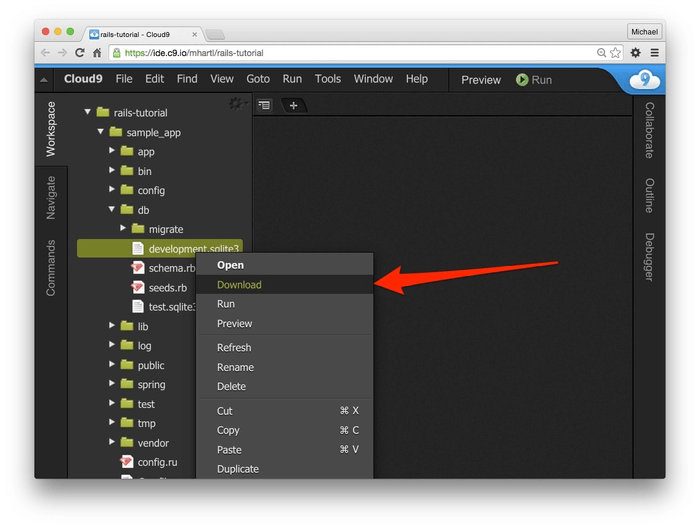 rails-tutorial - Cloud9
Michael
https://ide.c9.io/mhartl/rails-tutorial
Cloud9 File Edit Find View Goto Run Tools Window Help Preview Run
9
Workspace
Navigate
Commands
rails-tutorial
sample_app
app
bin
config
db
migrate
development.sqlite3
schema.rb
seeds.rb
test.sqlite3
lib
log
public
spring
test
tmp
vendor
config.ru
Open
Download
Run
Preview
Refresh
Rename
Delete
Cut ⌘ X
Copy ⌘ C
Paste ⌘ V
Duplicate
Collaborate
Outline
Debugger